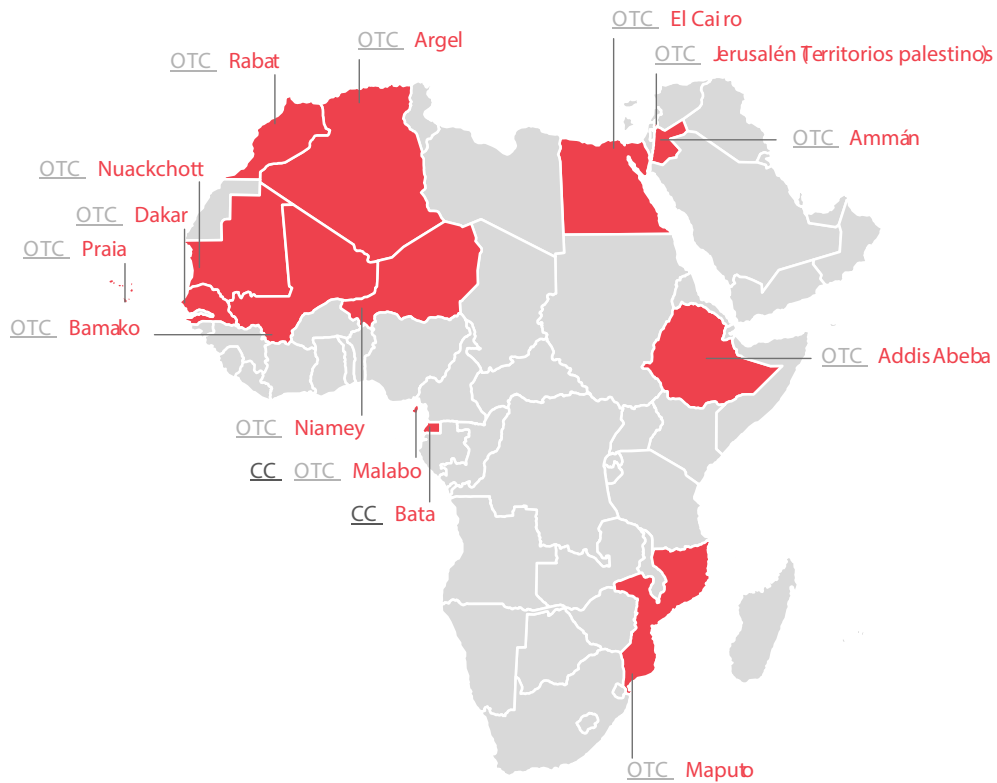 OTC El Cairo
OTC Argel
OTC Jerusalén (Territorios palestinos)
OTC Rabat
OTC Ammán
OTC Nuackchott
OTC Dakar
OTC Praia
OTC Bamako
OTC Addis Abeba
OTC Niamey
CC OTC Malabo
CC Bata
OTC Maputo